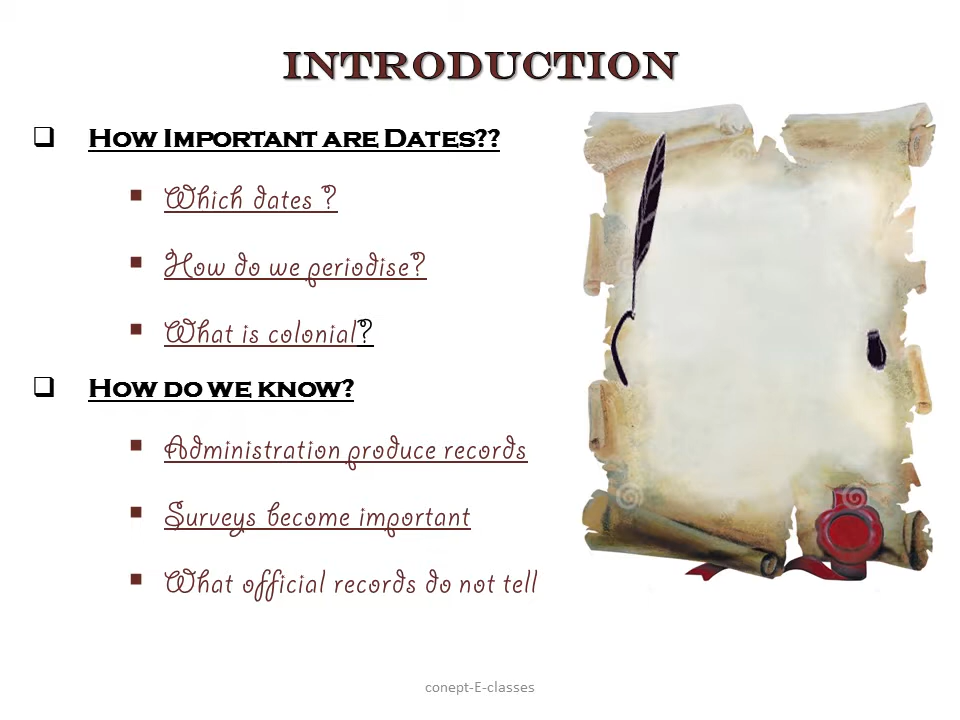 INTRODUCTION
HOW IMPORTANT ARE DATES??
Which dates ?
How do we periodise?
What is colonial?
HOW DO WE KNOW?
Administration produce records
Surveys become important
What official records do not tell
conept-E-classes